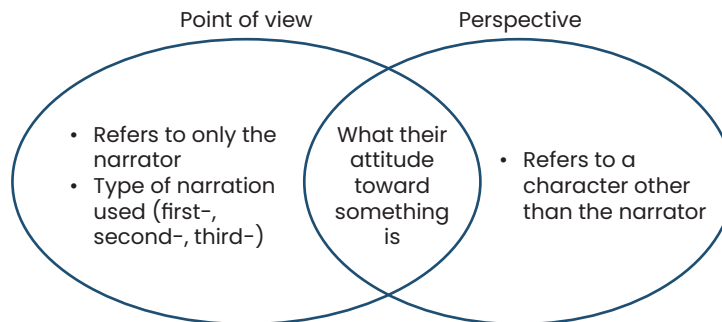 Point of view
Perspective
• Refers to only the
narrator
• Type of narration
used (first-,
second-, third-)
What their
attitude
toward
something
is
• Refers to a
character other
than the narrator